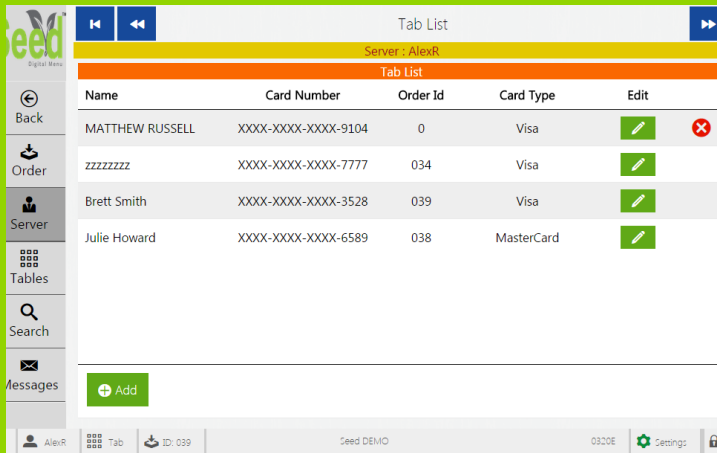 Seed™
Digital Menu
Tab List
Server : AlexR
Tab List
Name Card Number Order Id Card Type Edit
MATTHEW RUSSELL XXXX-XXXX-XXXX-9104 0 Visa
zzzzzzzz XXXX-XXXX-XXXX-7777 034 Visa
Brett Smith XXXX-XXXX-XXXX-3528 039 Visa
Julie Howard XXXX-XXXX-XXXX-6589 038 MasterCard
Back
Order
Server
Tables
Search
Messages
Add
AlexR Tab ID: 039 Seed DEMO 0320E Settings